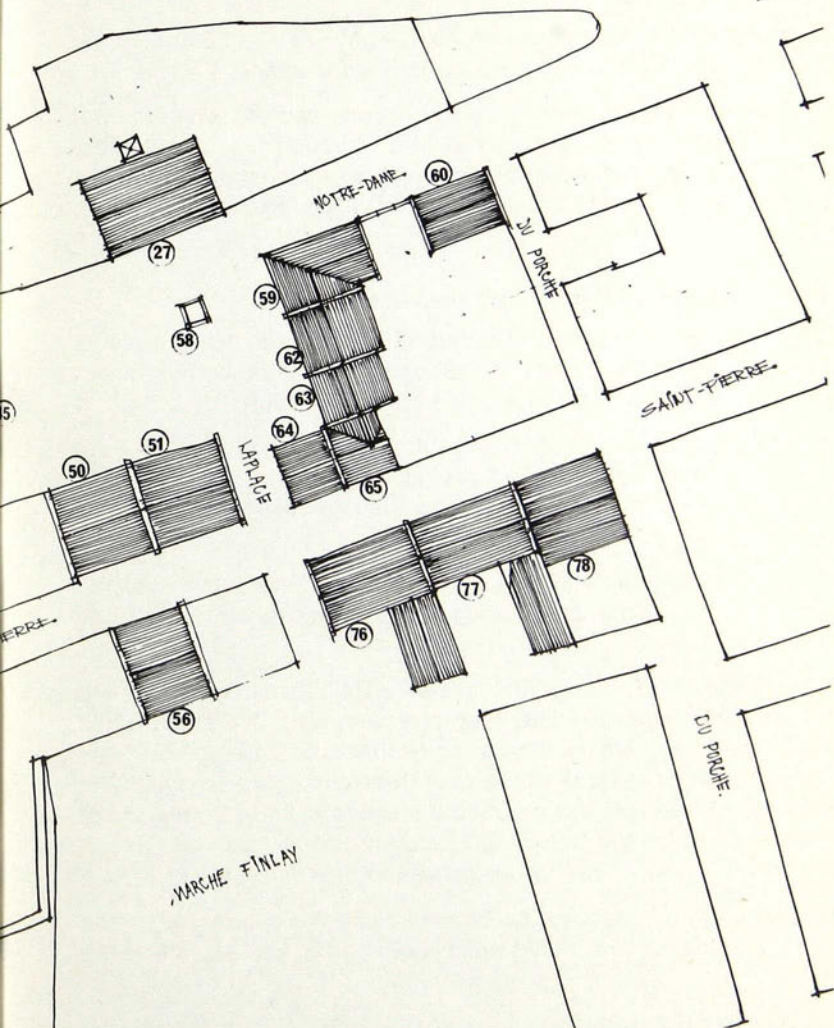 NOTRE-DAME.
60
DU PORCHE
27
59
58
62
63
SAINT-PIERRE.
64
LAPLACE
51
50
65
78
77
76
56
DU PORCHE.
MARCHE FINLAY